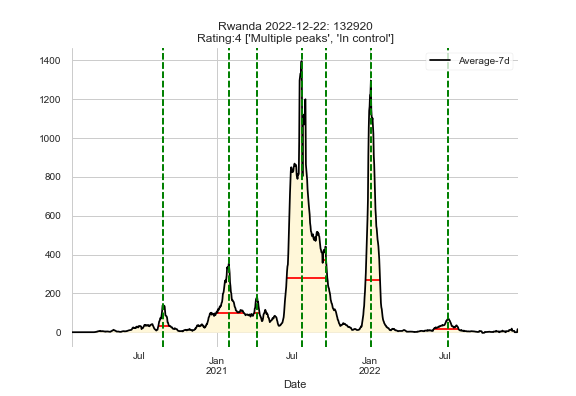 Rwanda 2022-12-22: 132920
Rating:4 ['Multiple peaks', 'In control']
Average-7d
1400
1200
1000
800
600
400
200
0
Jul
Jan
2021
Jul
Jan
2022
Jul
Date